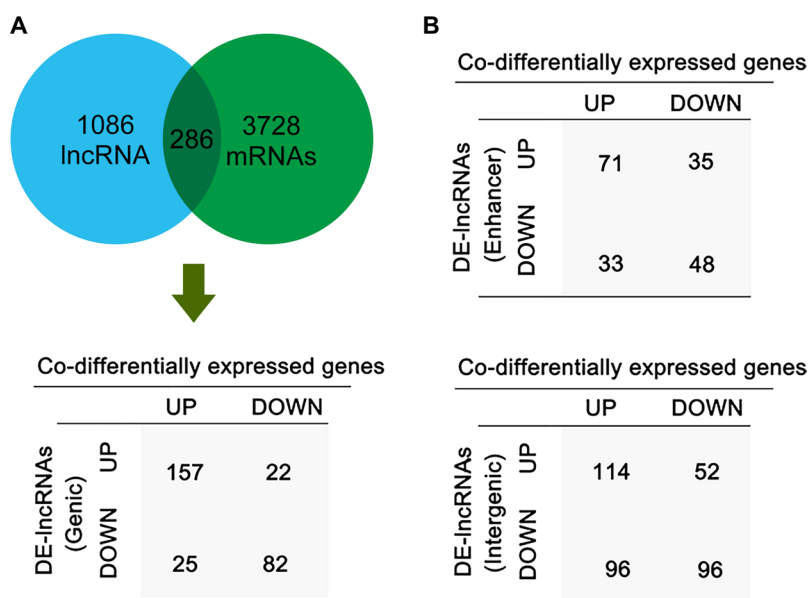 A
1086
lncRNA
286
3728
mRNAs
Co-differentially expressed genes
UP DOWN
DE-lncRNAs
(Genic)
UP
157 22
DOWN
25 82
B
Co-differentially expressed genes
UP DOWN
DE-lncRNAs
(Enhancer)
UP
71 35
DOWN
33 48
Co-differentially expressed genes
UP DOWN
DE-lncRNAs
(Intergenic)
UP
114 52
DOWN
96 96